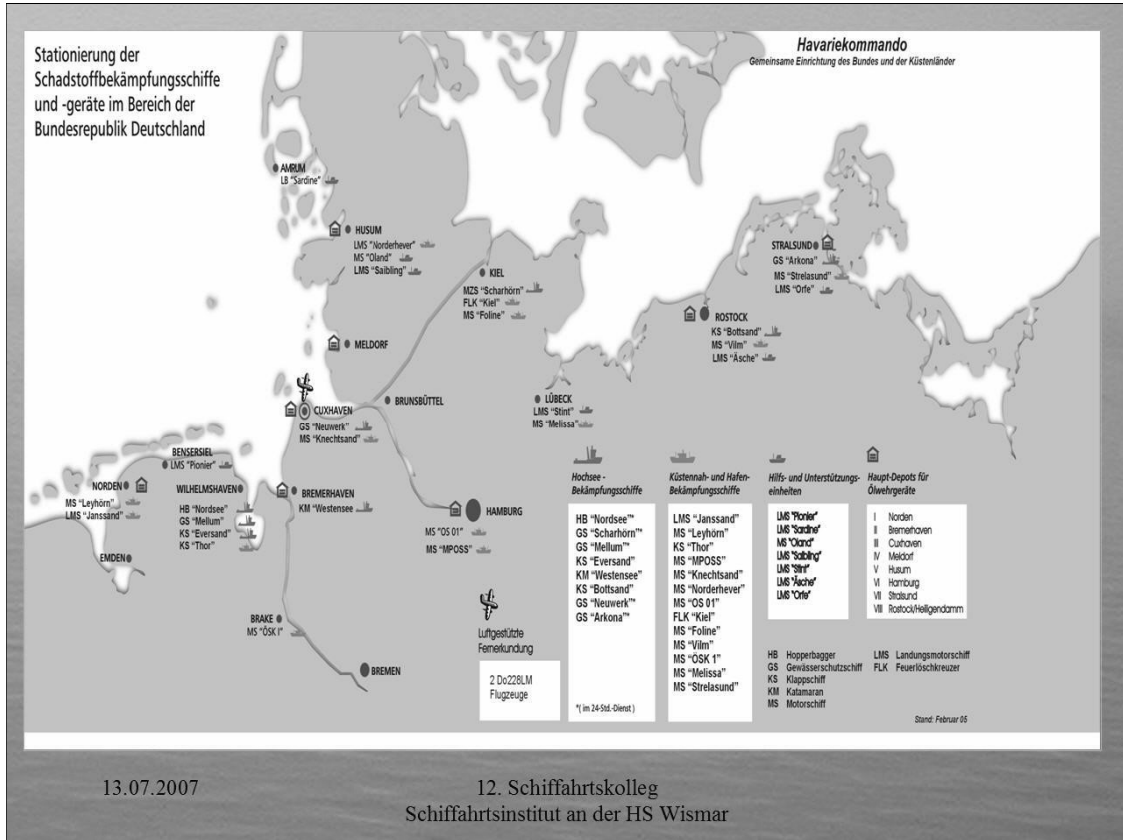 Stationierung der
Schadstoffbekämpfungsschiffe
und -geräte im Bereich der
Bundesrepublik Deutschland
Havariekommando
Gemeinsame Einrichtung des Bundes und der Küstenländer
AMRUM
LB "Sardine"
HUSUM
LMS "Norderhever"
MS "Oland"
LMS "Saibling"
KIEL
MZS "Scharhörn"
FLK "Kiel"
MS "Foline"
STRALSUND
GS "Arkona"
MS "Strelasund"
LMS "Orfe"
ROSTOCK
KS "Bottsand"
MS "Vilm"
LMS "Äsche"
MELDORF
BRUNSBÜTTEL
CUXHAVEN
GS "Neuwerk"
MS "Knechtsand"
LÜBECK
LMS "Stint"
MS "Melissa"
BENSERSIEL
LMS "Pionier"
NORDEN
MS "Leyhörn"
LMS "Janssand"
WILHELMSHAVEN
HB "Nordsee"
GS "Mellum"
KS "Eversand"
KS "Thor"
BREMERHAVEN
KM "Westensee
HAMBURG
MS "OS 01"
MS "MPOSS"
EMDEN
BRAKE
MS "ÖSK I"
BREMEN
Luftgestützte
Fernerkundung
2 Do228LM
Flugzeuge
Hochsee -
Bekämpfungsschiffe
HB "Nordsee"*
GS "Scharhörn"*
GS "Mellum"*
KS "Eversand"
KM "Westensee"
KS "Bottsand"
GS "Neuwerk"*
GS "Arkona"*
*( im 24-Std.-Dienst )
Küstennah- und Hafen-
Bekämpfungsschiffe
LMS "Janssand"
MS "Leyhörn"
KS "Thor"
MS "MPOSS"
MS "Knechtsand"
MS "Norderhever"
MS "OS 01"
FLK "Kiel"
MS "Foline"
MS "Vilm"
MS "ÖSK 1"
MS "Melissa"
MS "Strelasund"
Hilfs- und Unterstützungs-
einheiten
LMS "Pionier"
LMS "Sardine"
MS "Oland"
LMS "Saibling"
LMS "Stint"
LMS "Äsche"
LMS "Orfe"
Haupt-Depots für
Ölwehrgeräte
I Norden
II Bremerhaven
III Cuxhaven
IV Meldorf
V Husum
VI Hamburg
VII Stralsund
VIII Rostock/Heiligendamm
HB Hopperbagger
GS Gewässerschutzschiff
KS Klappschiff
KM Katamaran
MS Motorschiff
LMS Landungsmotorschiff
FLK Feuerlöschkreuzer
Stand: Februar 05
13.07.2007
12. Schiffahrtskolleg
Schiffahrtsinstitut an der HS Wismar